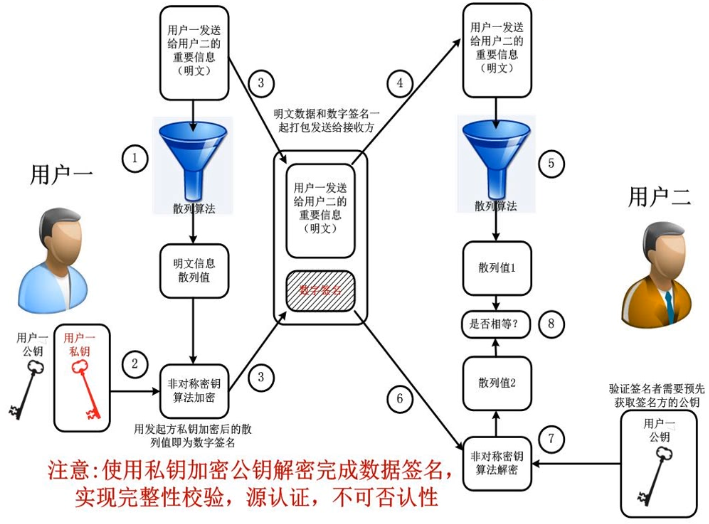 用户一发送
给用户二的
重要信息
（明文）
③
④
用户一发送
给用户二的
重要信息
（明文）
明文数据和数字签名一
起打包发送给接收方
①
散列算法
⑤
散列算法
用户一
用户二
用户一发送
给用户二的
重要信息
（明文）
数字签名
明文信息
散列值
散列值1
是否相等？
⑧
散列值2
用户一
公钥
用户一
私钥
②
非对称密钥
算法加密
③
⑥
用发起方私钥加密后的散
列值即为数字签名
验证签名者需要预先
获取签名方的公钥
用户一
公钥
⑦
非对称密钥
算法解密
注意:使用私钥加密公钥解密完成数据签名，
实现完整性校验，源认证，不可否认性